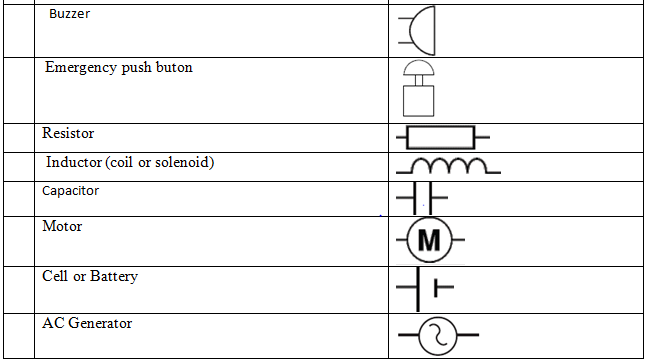 Buzzer
Emergency push buton
Resistor
Inductor (coil or solenoid)
Capacitor
Motor
M
Cell or Battery
AC Generator